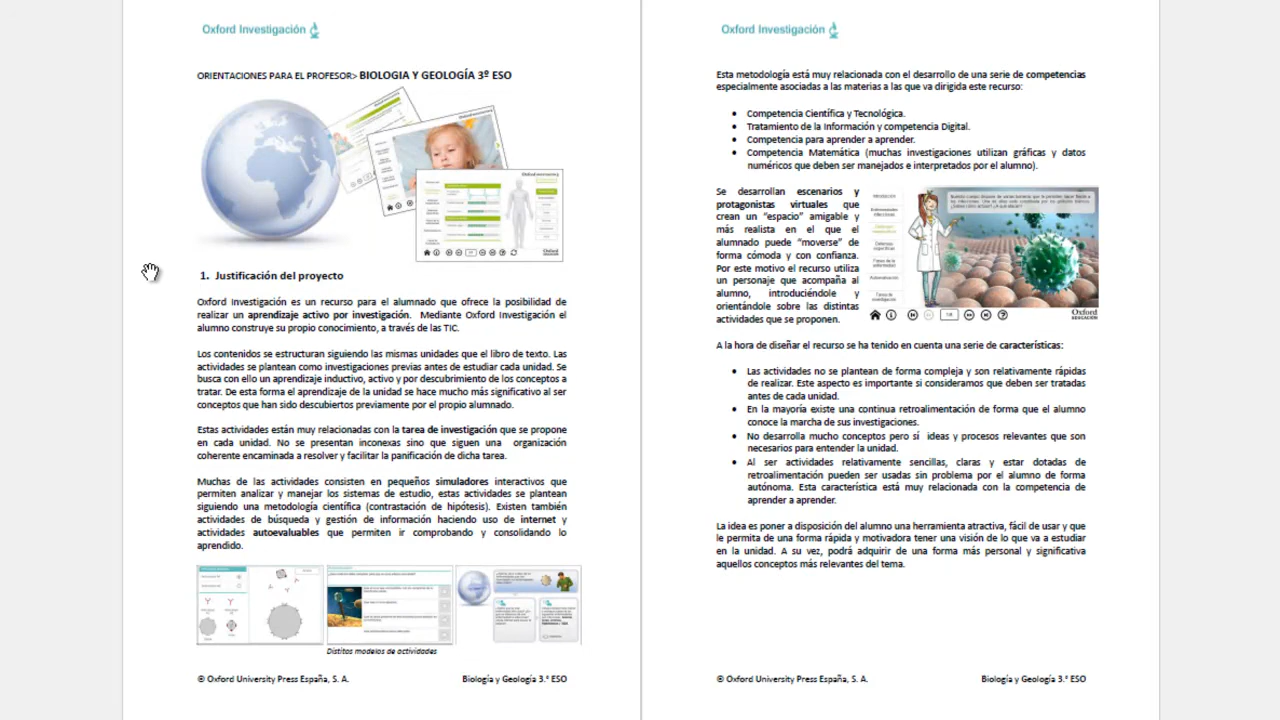 Oxford Investigación
ORIENTACIONES PARA EL PROFESOR> BIOLOGIA Y GEOLOGÍA 3º ESO
1. Justificación del proyecto
Oxford Investigación es un recurso para el alumnado que ofrece la posibilidad de
realizar un aprendizaje activo por investigación. Mediante Oxford Investigación el
alumno construye su propio conocimiento, a través de las TIC.
Los contenidos se estructuran siguiendo las mismas unidades que el libro de texto. Las
actividades se plantean como investigaciones previas antes de estudiar cada unidad. Se
busca con ello un aprendizaje inductivo, activo y por descubrimiento de los conceptos a
tratar. De esta forma el aprendizaje de la unidad se hace mucho más significativo al ser
conceptos que han sido descubiertos previamente por el propio alumnado.
Estas actividades están muy relacionadas con la tarea de investigación que se propone
en cada unidad. No se presentan inconexas sino que siguen una organización
coherente encaminada a resolver y facilitar la panificación de dicha tarea.
Muchas de las actividades consisten en pequeños simuladores interactivos que
permiten analizar y manejar los sistemas de estudio, estas actividades se plantean
siguiendo una metodología científica (contrastación de hipótesis). Existen también
actividades de búsqueda y gestión de información haciendo uso de internet y
actividades autoevaluables que permiten ir comprobando y consolidando lo
aprendido.
Distitos modelos de actividades
© Oxford University Press España, S. A. Biología y Geología 3.º ESO
Oxford Investigación
Esta metodología está muy relacionada con el desarrollo de una serie de competencias
especialmente asociadas a las materias a las que va dirigida este recurso:
• Competencia Científica y Tecnológica.
• Tratamiento de la Información y competencia Digital.
• Competencia para aprender a aprender.
• Competencia Matemática (muchas investigaciones utilizan gráficas y datos
numéricos que deben ser manejados e interpretados por el alumno).
Se desarrollan escenarios y
protagonistas virtuales que
crean un "espacio" amigable y
más realista en el que el
alumnado puede "moverse" de
forma cómoda y con confianza.
Por este motivo el recurso utiliza
un personaje que acompaña al
alumno, introduciéndole y
orientándole sobre las distintas
actividades que se proponen.
Oxford
EDUCACIÓN
A la hora de diseñar el recurso se ha tenido en cuenta una serie de características:
• Las actividades no se plantean de forma compleja y son relativamente rápidas
de realizar. Este aspecto es importante si consideramos que deben ser tratadas
antes de cada unidad.
• En la mayoría existe una continua retroalimentación de forma que el alumno
conoce la marcha de sus investigaciones.
• No desarrolla mucho conceptos pero sí ideas y procesos relevantes que son
necesarios para entender la unidad.
• Al ser actividades relativamente sencillas, claras y estar dotadas de
retroalimentación pueden ser usadas sin problema por el alumno de forma
autónoma. Esta característica está muy relacionada con la competencia de
aprender a aprender.
La idea es poner a disposición del alumno una herramienta atractiva, fácil de usar y que
le permita de una forma rápida y motivadora tener una visión de lo que va a estudiar
en la unidad. A su vez, podrá adquirir de una forma más personal y significativa
aquellos conceptos más relevantes del tema.
© Oxford University Press España, S. A. Biología y Geología 3.º ESO